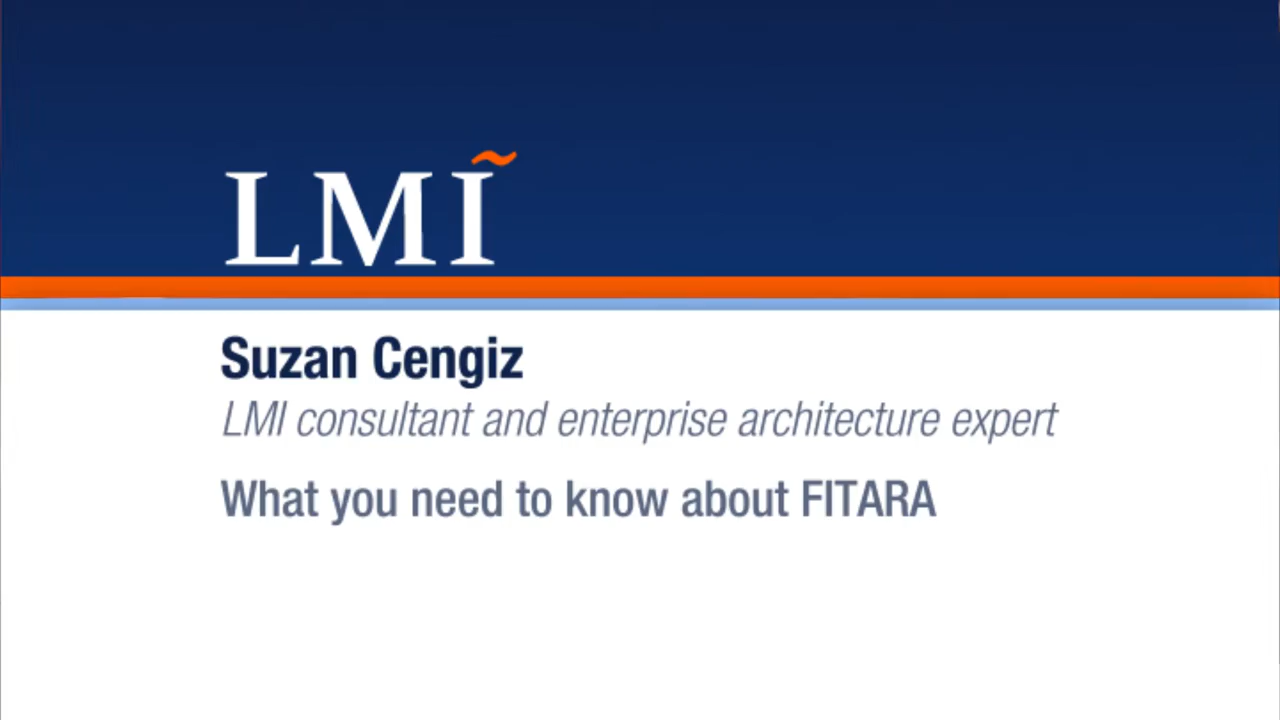 LMI
Suzan Cengiz
LMI consultant and enterprise architecture expert
What you need to know about FITARA